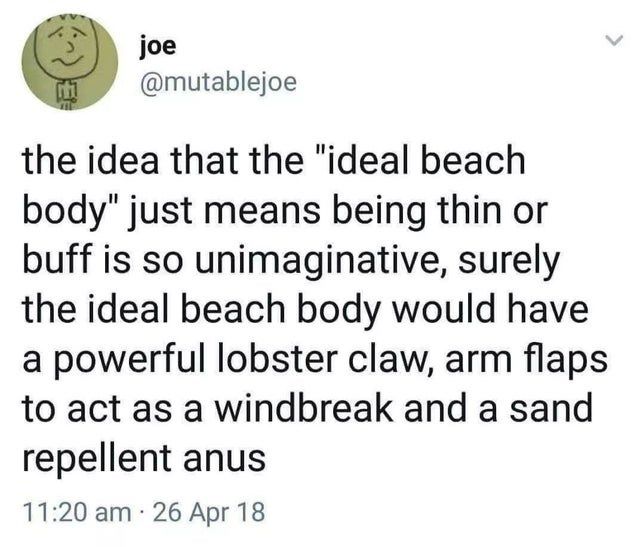 joe
@mutablejoe
the idea that the "ideal beach
body" just means being thin or
buff is so unimaginative, surely
the ideal beach body would have
a powerful lobster claw, arm flaps
to act as a windbreak and a sand
repellent anus
11:20 am · 26 Apr 18